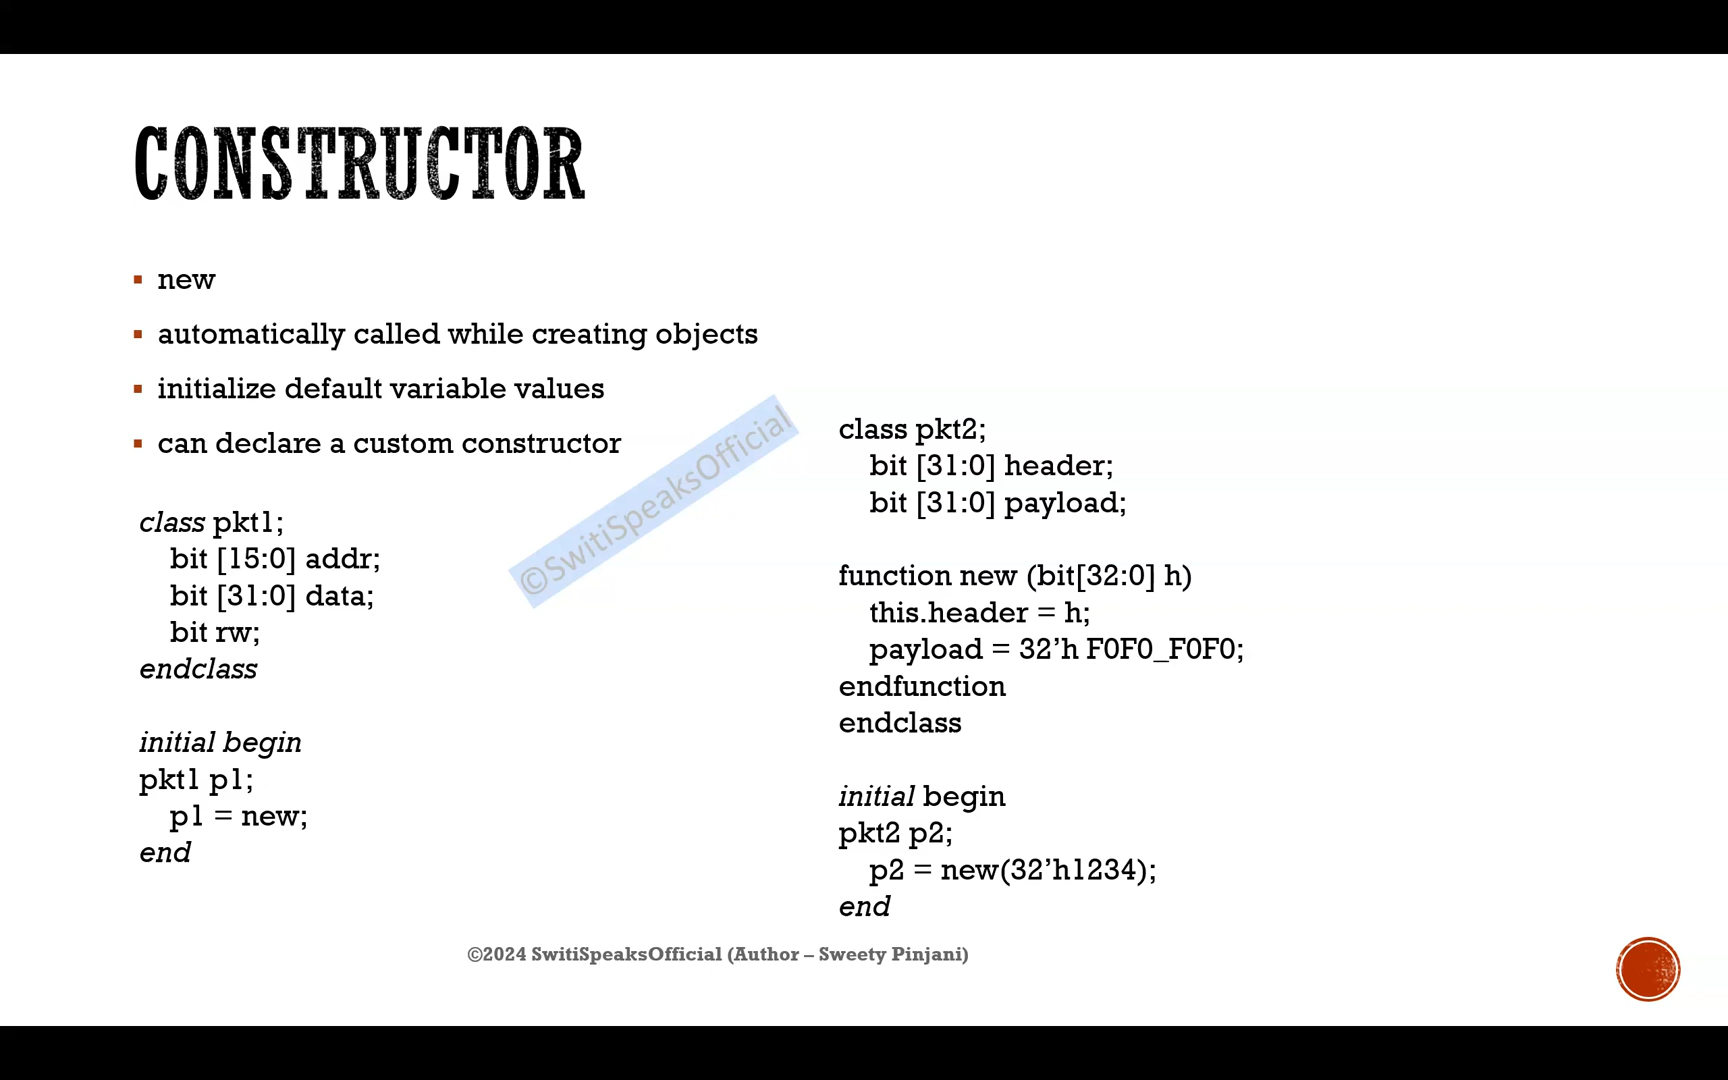 CONSTRUCTOR
▪ new
▪ automatically called while creating objects
▪ initialize default variable values
▪ can declare a custom constructor
class pkt1;
bit [15:0] addr;
bit [31:0] data;
bit rw;
endclass
initial begin
pkt1 p1;
p1 = new;
end
©SwitiSpeaksOfficial
class pkt2;
bit [31:0] header;
bit [31:0] payload;
function new (bit[32:0] h)
this.header = h;
payload = 32’h F0F0_F0F0;
endfunction
endclass
initial begin
pkt2 p2;
p2 = new(32’h1234);
end
©2024 SwitiSpeaksOfficial (Author – Sweety Pinjani)